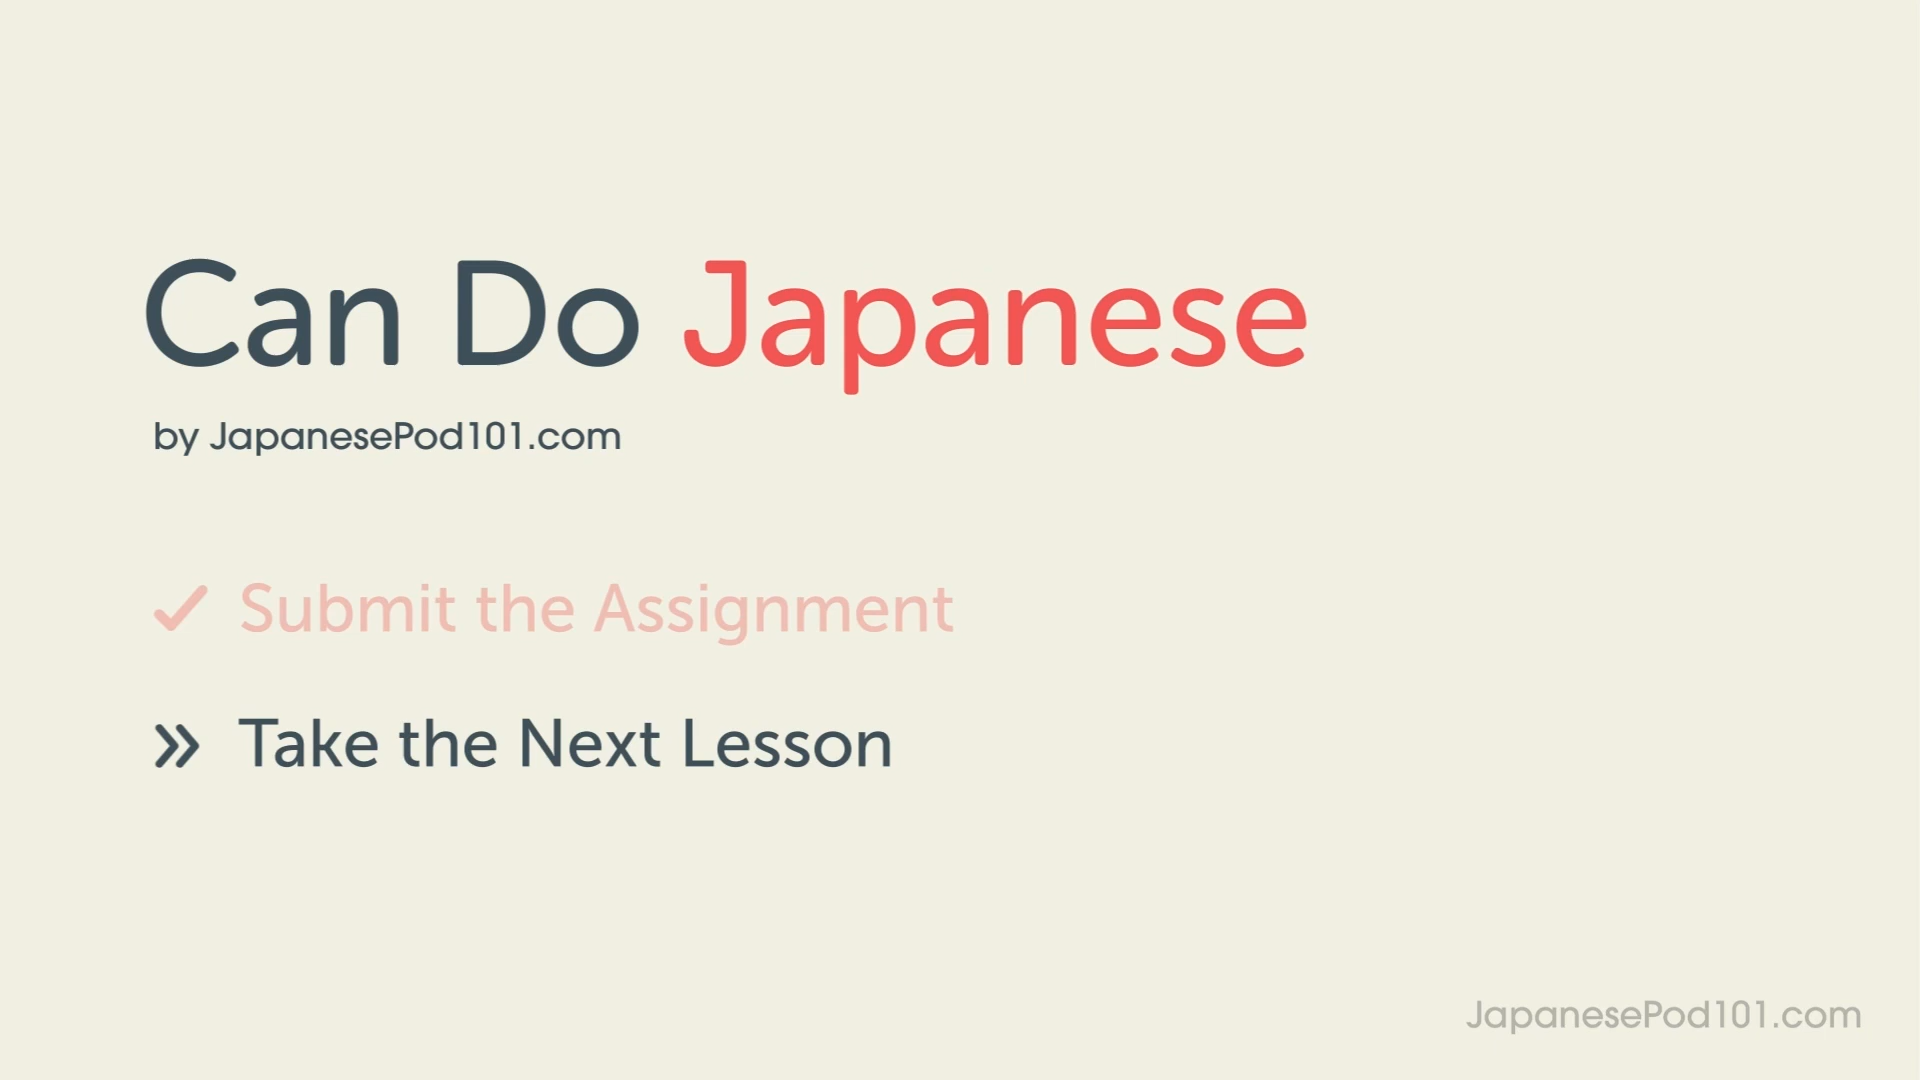 Can Do Japanese
by JapanesePod101.com
Submit the Assignment
Take the Next Lesson
JapanesePod101.com